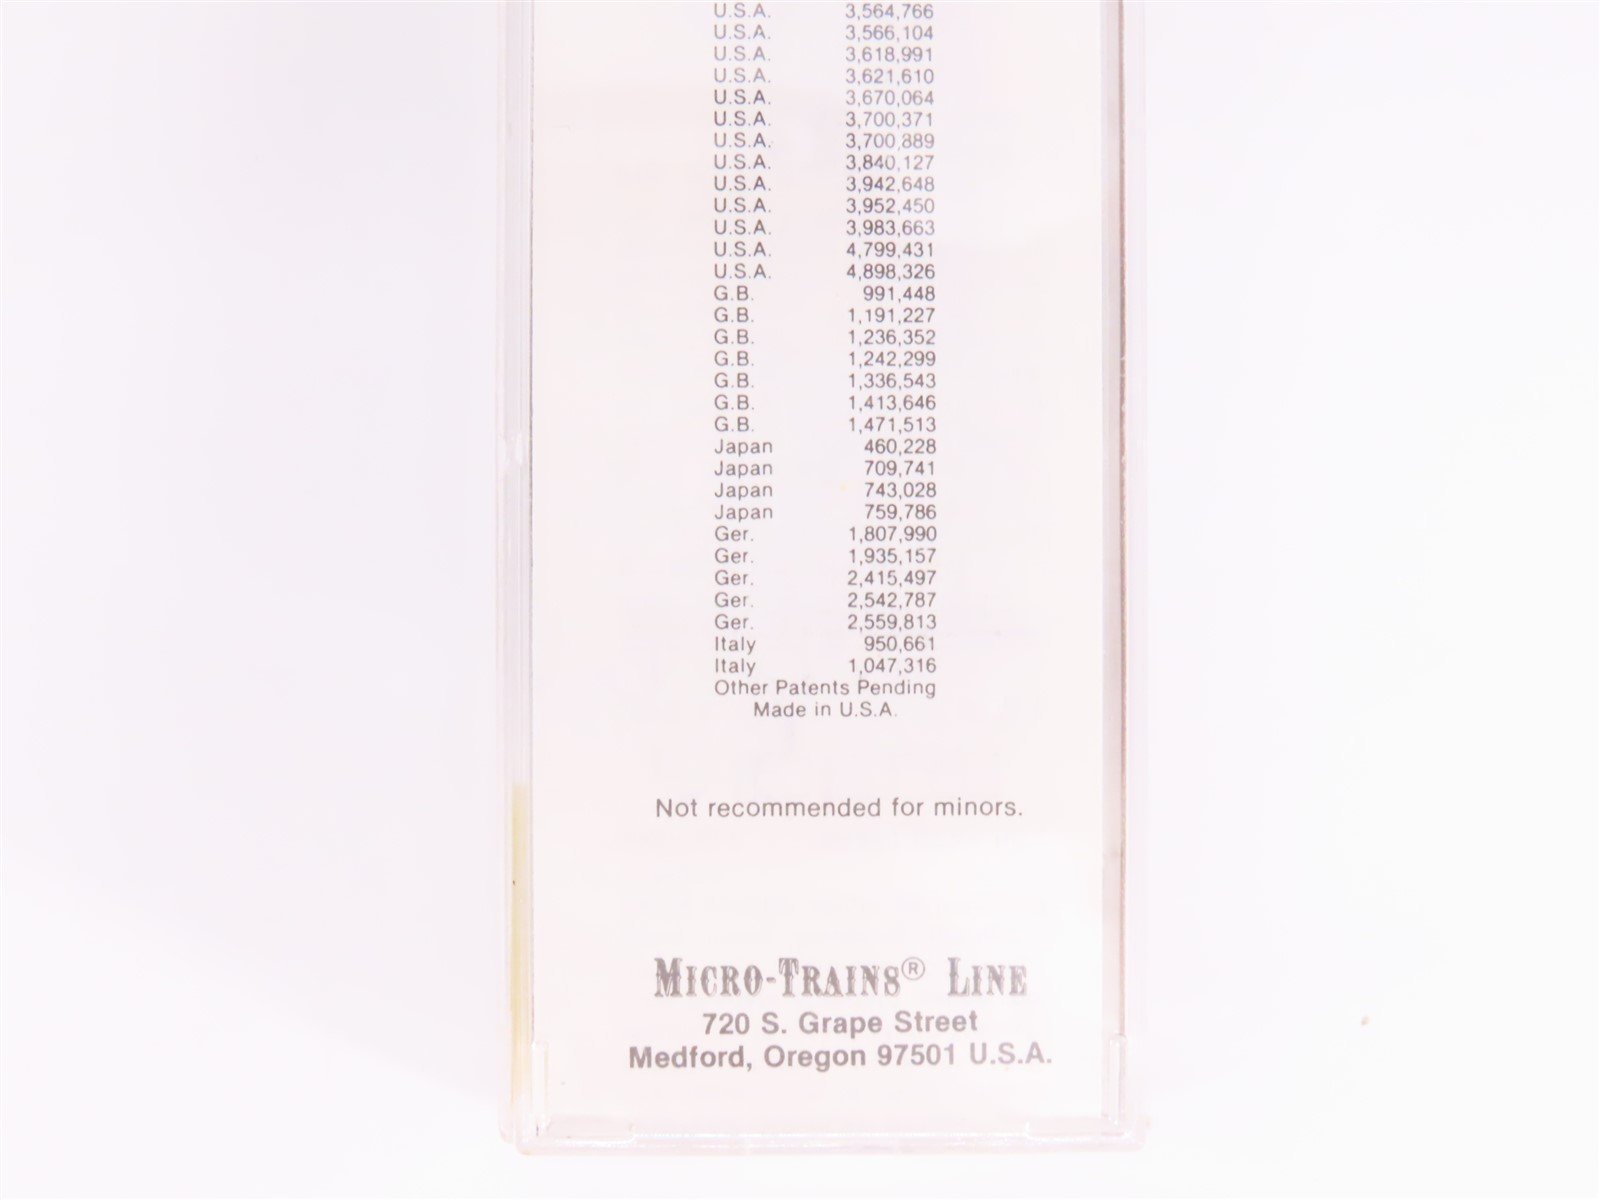 U.S.A. 3,564,766
U.S.A. 3,566,104
U.S.A. 3,618,991
U.S.A. 3,621,610
U.S.A. 3,670,064
U.S.A. 3,700,371
U.S.A. 3,700,889
U.S.A. 3,840,127
U.S.A. 3,942,648
U.S.A. 3,952,450
U.S.A. 3,983,663
U.S.A. 4,799,431
U.S.A. 4,898,326
G.B. 991,448
G.B. 1,191,227
G.B. 1,236,352
G.B. 1,242,299
G.B. 1,336,543
G.B. 1,413,646
G.B. 1,471,513
Japan 460,228
Japan 709,741
Japan 743,028
Japan 759,786
Ger. 1,807,990
Ger. 1,935,157
Ger. 2,415,497
Ger. 2,542,787
Ger. 2,559,813
Italy 950,661
Italy 1,047,316
Other Patents Pending
Made in U.S.A.
Not recommended for minors.
MICRO-TRAINS® LINE
720 S. Grape Street
Medford, Oregon 97501 U.S.A.